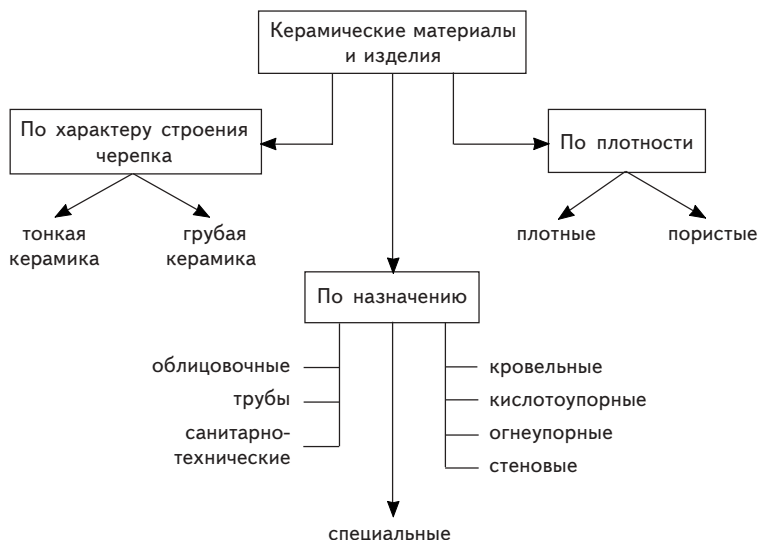 Керамические материалы
и изделия
По характеру строения
черепка
По плотности
тонкая
керамика
грубая
керамика
плотные
пористые
По назначению
облицовочные
трубы
санитарно-
технические
кровельные
кислотоупорные
огнеупорные
стеновые
специальные